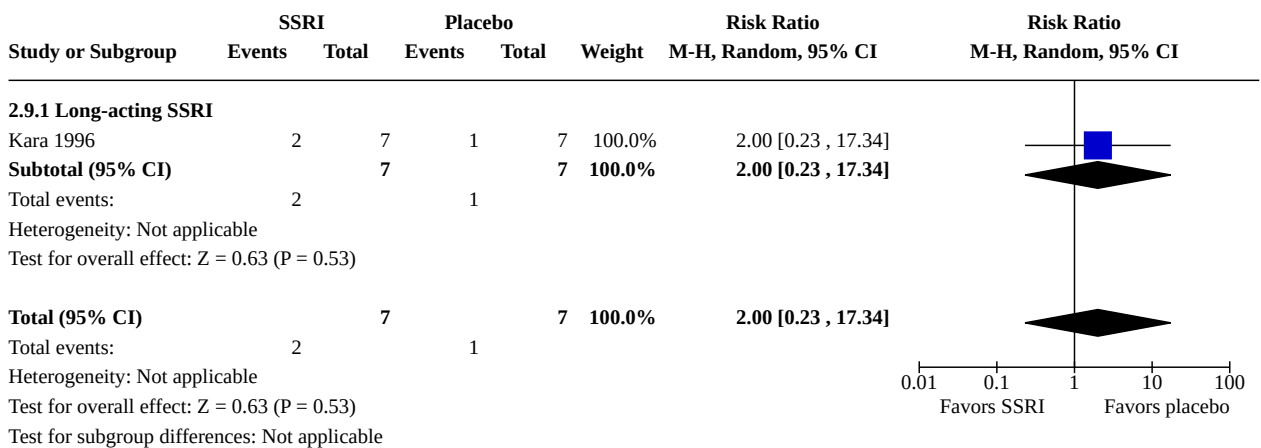 SSRI Placebo Risk Ratio Risk Ratio
Study or Subgroup Events Total Events Total Weight M-H, Random, 95% CI M-H, Random, 95% CI
2.9.1 Long-acting SSRI
Kara 1996 2 7 1 7 100.0% 2.00 [0.23 , 17.34]
Subtotal (95% CI) 7 7 100.0% 2.00 [0.23 , 17.34]
Total events: 2 1
Heterogeneity: Not applicable
Test for overall effect: Z = 0.63 (P = 0.53)
Total (95% CI) 7 7 100.0% 2.00 [0.23 , 17.34]
Total events: 2 1
Heterogeneity: Not applicable
0.01 0.1 1 10 100
Test for overall effect: Z = 0.63 (P = 0.53) Favors SSRI Favors placebo
Test for subgroup differences: Not applicable